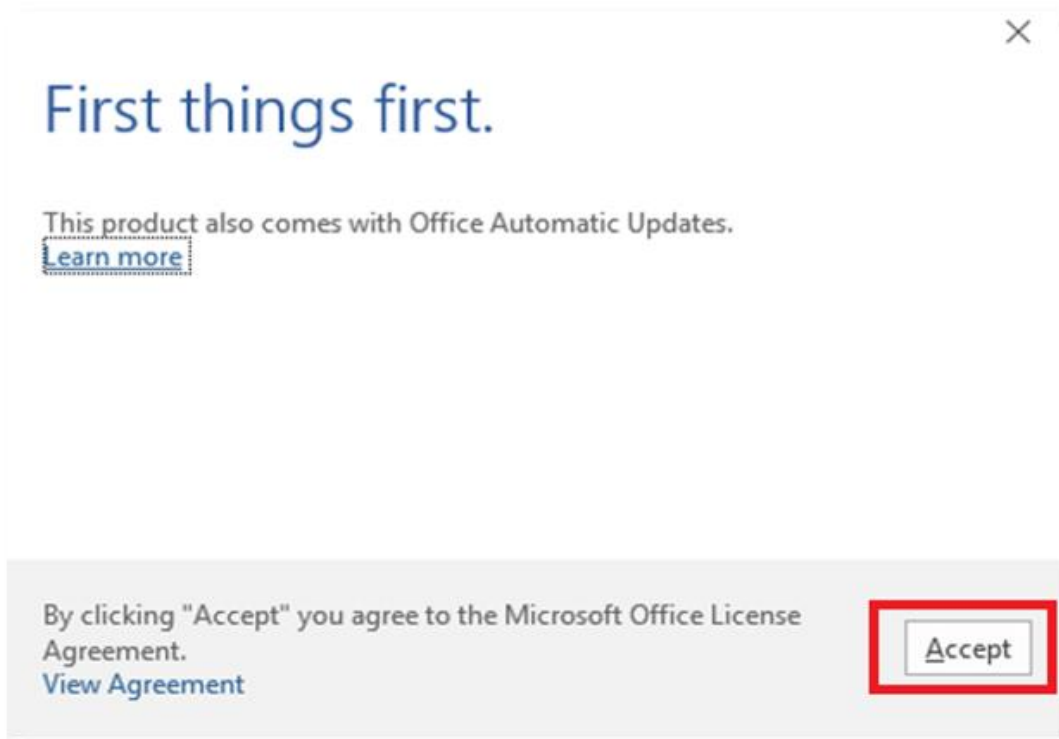 First things first.
This product also comes with Office Automatic Updates.
Learn more
By clicking "Accept" you agree to the Microsoft Office License
Agreement.
View Agreement
Accept